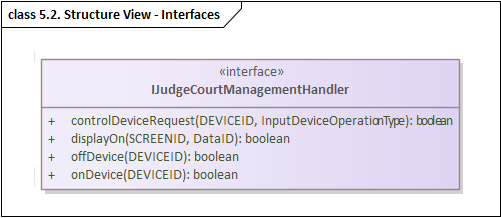 class 5.2. Structure View - Interfaces
«interface»
IJudgeCourtManagementHandler
+ controlDeviceRequest(DEVICEID, InputDeviceOperationType): boolean
+ displayOn(SCREENID, DataID): boolean
+ offDevice(DEVICEID): boolean
+ onDevice(DEVICEID): boolean